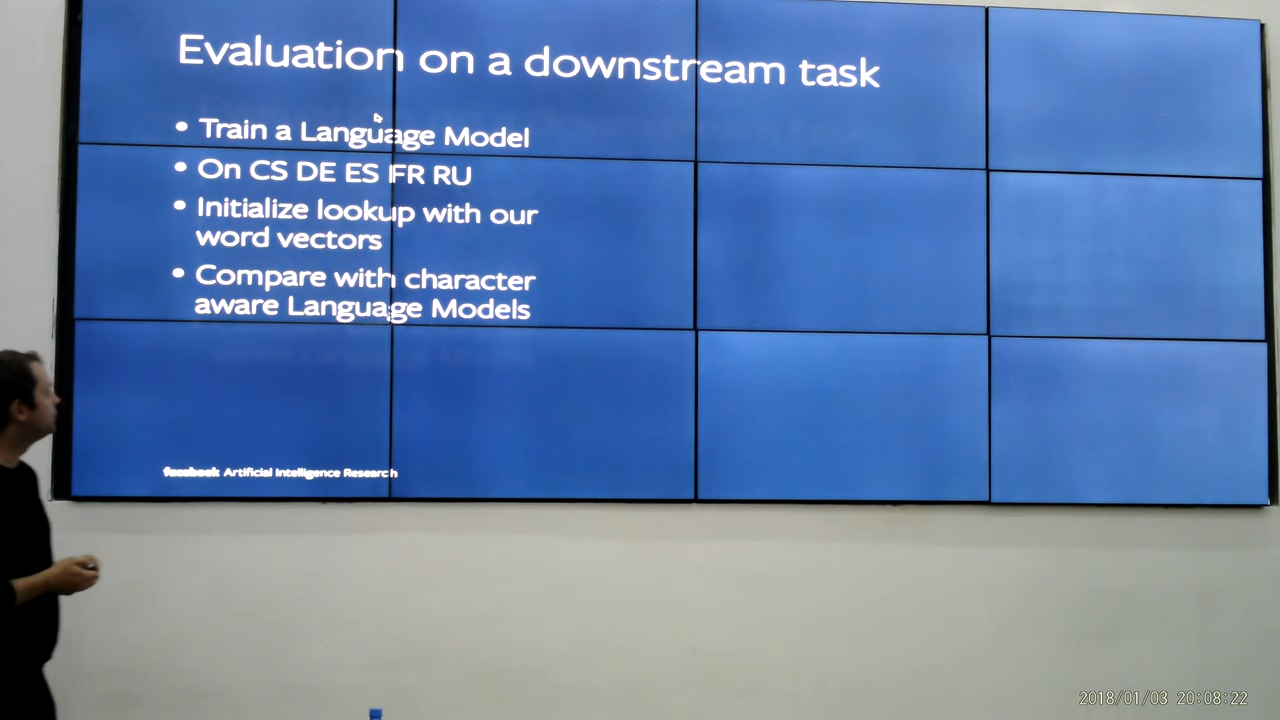 Evaluation on a downstream task
• Train a Language Model
• On CS DE ES FR RU
• Initialize lookup with our
word vectors
• Compare with character
aware Language Models
facebook Artificial Intelligence Research
2018/01/03 20:08:22